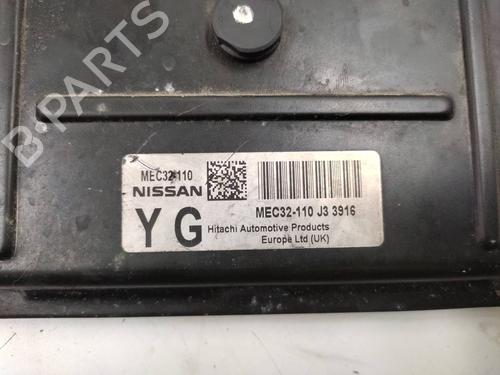 B-PARTS
MEC32-110
NISSAN
MEC32-110 J3 3916
Y G
Hitachi Automotive Products
Europe Ltd (UK)